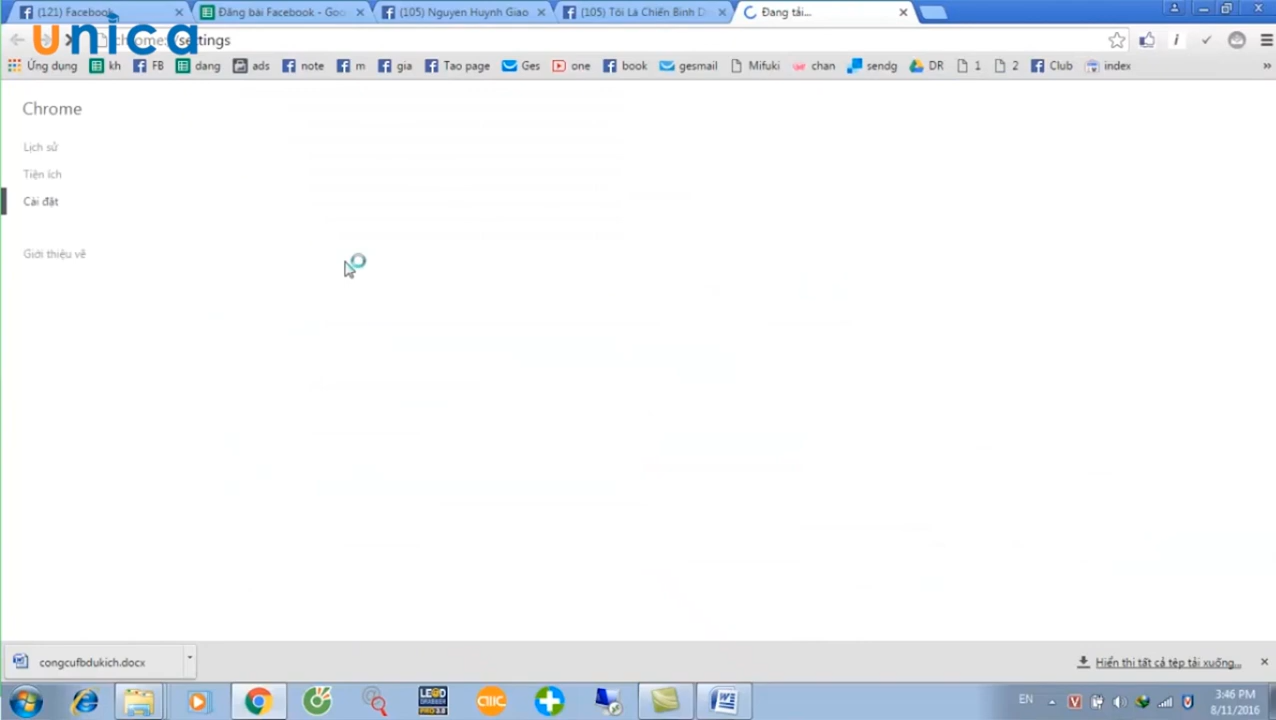 (121) Facebook
Đăng bài Facebook - Goo
(105) Nguyen Huynh Giao
(105) Tôi Là Chiến Binh D
Đang tải...
unica
chrome://settings
Ứng dụng kh FB dang ads note m gia Tao page Ges one book gesmail Mifuki chan sendg DR 1 2 Club index »
Chrome
Lịch sử
Tiện ích
Cài đặt
Giới thiệu về
congcufbdukich.docx
Hiển thị tất cả tệp tải xuống...
EN
3:46 PM
8/11/2016